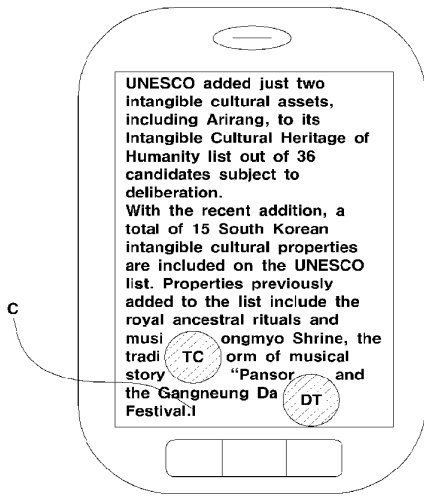 UNESCO added just two
intangible cultural assets,
including Arirang, to its
Intangible Cultural Heritage of
Humanity list out of 36
candidates subject to
deliberation.
With the recent addition, a
total of 15 South Korean
intangible cultural properties
are included on the UNESCO
list. Properties previously
added to the list include the
royal ancestral rituals and
musi ongmyo Shrine, the
tradi TC orm of musical
story "Pansor and
the Gangneung Da DT
Festival.I
C